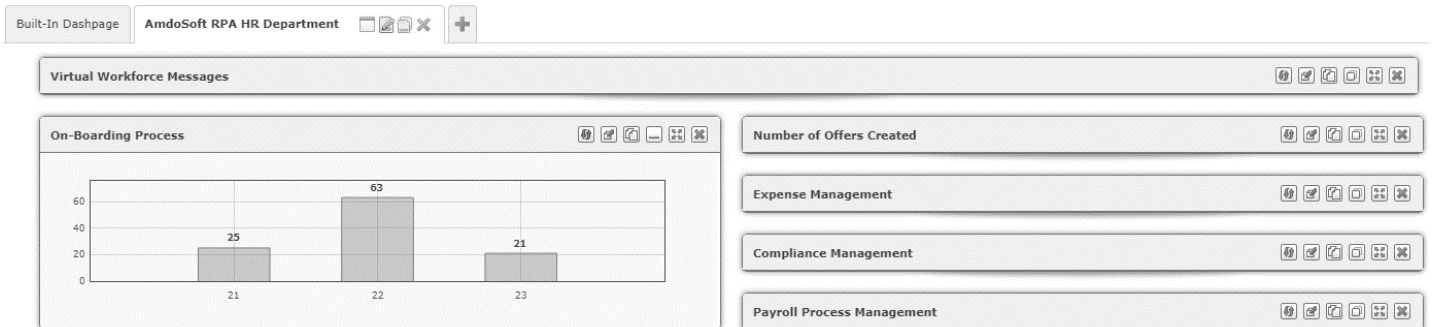 Built-In Dashpage
AmdoSoft RPA HR Department
Virtual Workforce Messages
On-Boarding Process
60
40
20
0
25
63
21
21
22
23
Number of Offers Created
Expense Management
Compliance Management
Payroll Process Management